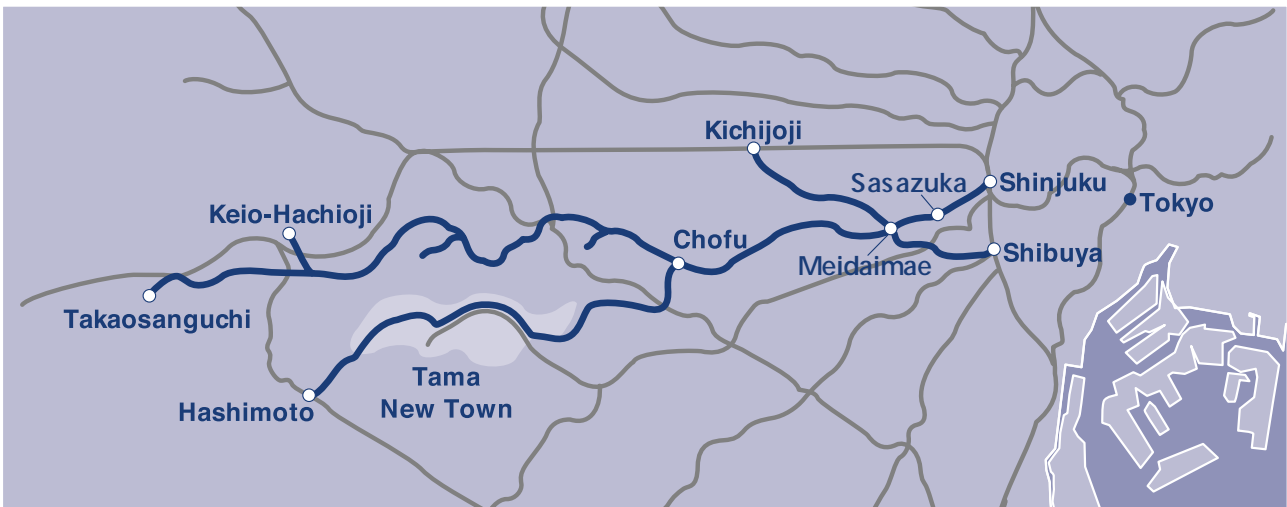 Kichijoji
Sasazuka
Shinjuku
Tokyo
Keio-Hachioji
Chofu
Meidaimae
Shibuya
Takaosanguchi
Tama
New Town
Hashimoto